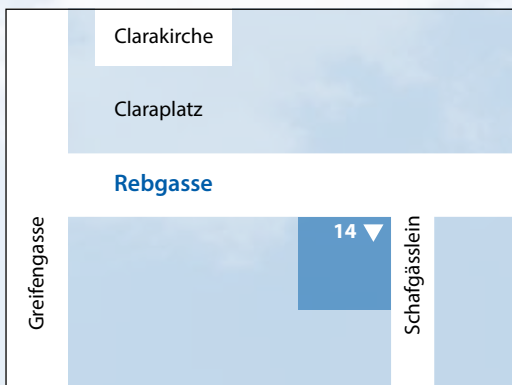 Clarakirche
Claraplatz
Rebgasse
14
Greifengasse
Schafgässlein